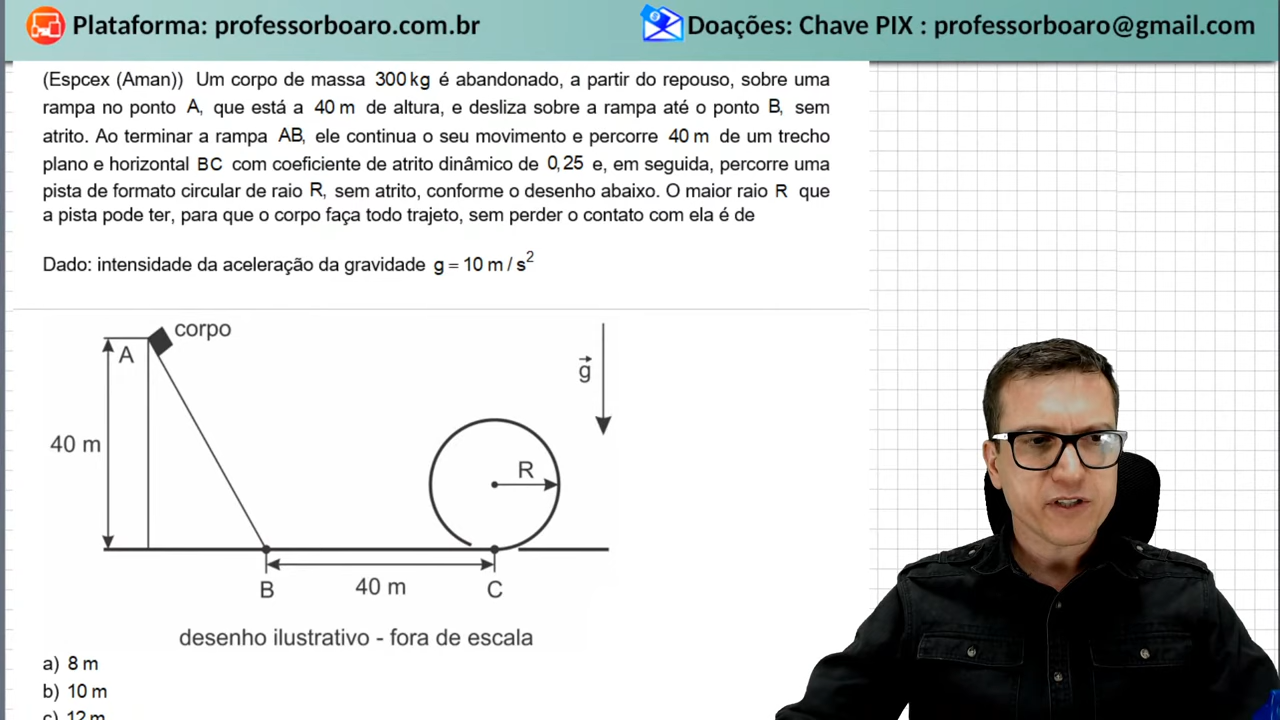 Plataforma: professorboaro.com.br
Doações: Chave PIX : professorboaro@gmail.com
(Espcex (Aman)) Um corpo de massa 300 kg é abandonado, a partir do repouso, sobre uma
rampa no ponto A, que está a 40 m de altura, e desliza sobre a rampa até o ponto B, sem
atrito. Ao terminar a rampa AB, ele continua o seu movimento e percorre 40 m de um trecho
plano e horizontal BC com coeficiente de atrito dinâmico de 0,25 e, em seguida, percorre uma
pista de formato circular de raio R, sem atrito, conforme o desenho abaixo. O maior raio R que
a pista pode ter, para que o corpo faça todo trajeto, sem perder o contato com ela é de
Dado: intensidade da aceleração da gravidade g = 10 m / s²
corpo
A
g
40 m
R
B
40 m
C
desenho ilustrativo - fora de escala
a) 8 m
b) 10 m
c) 12 m